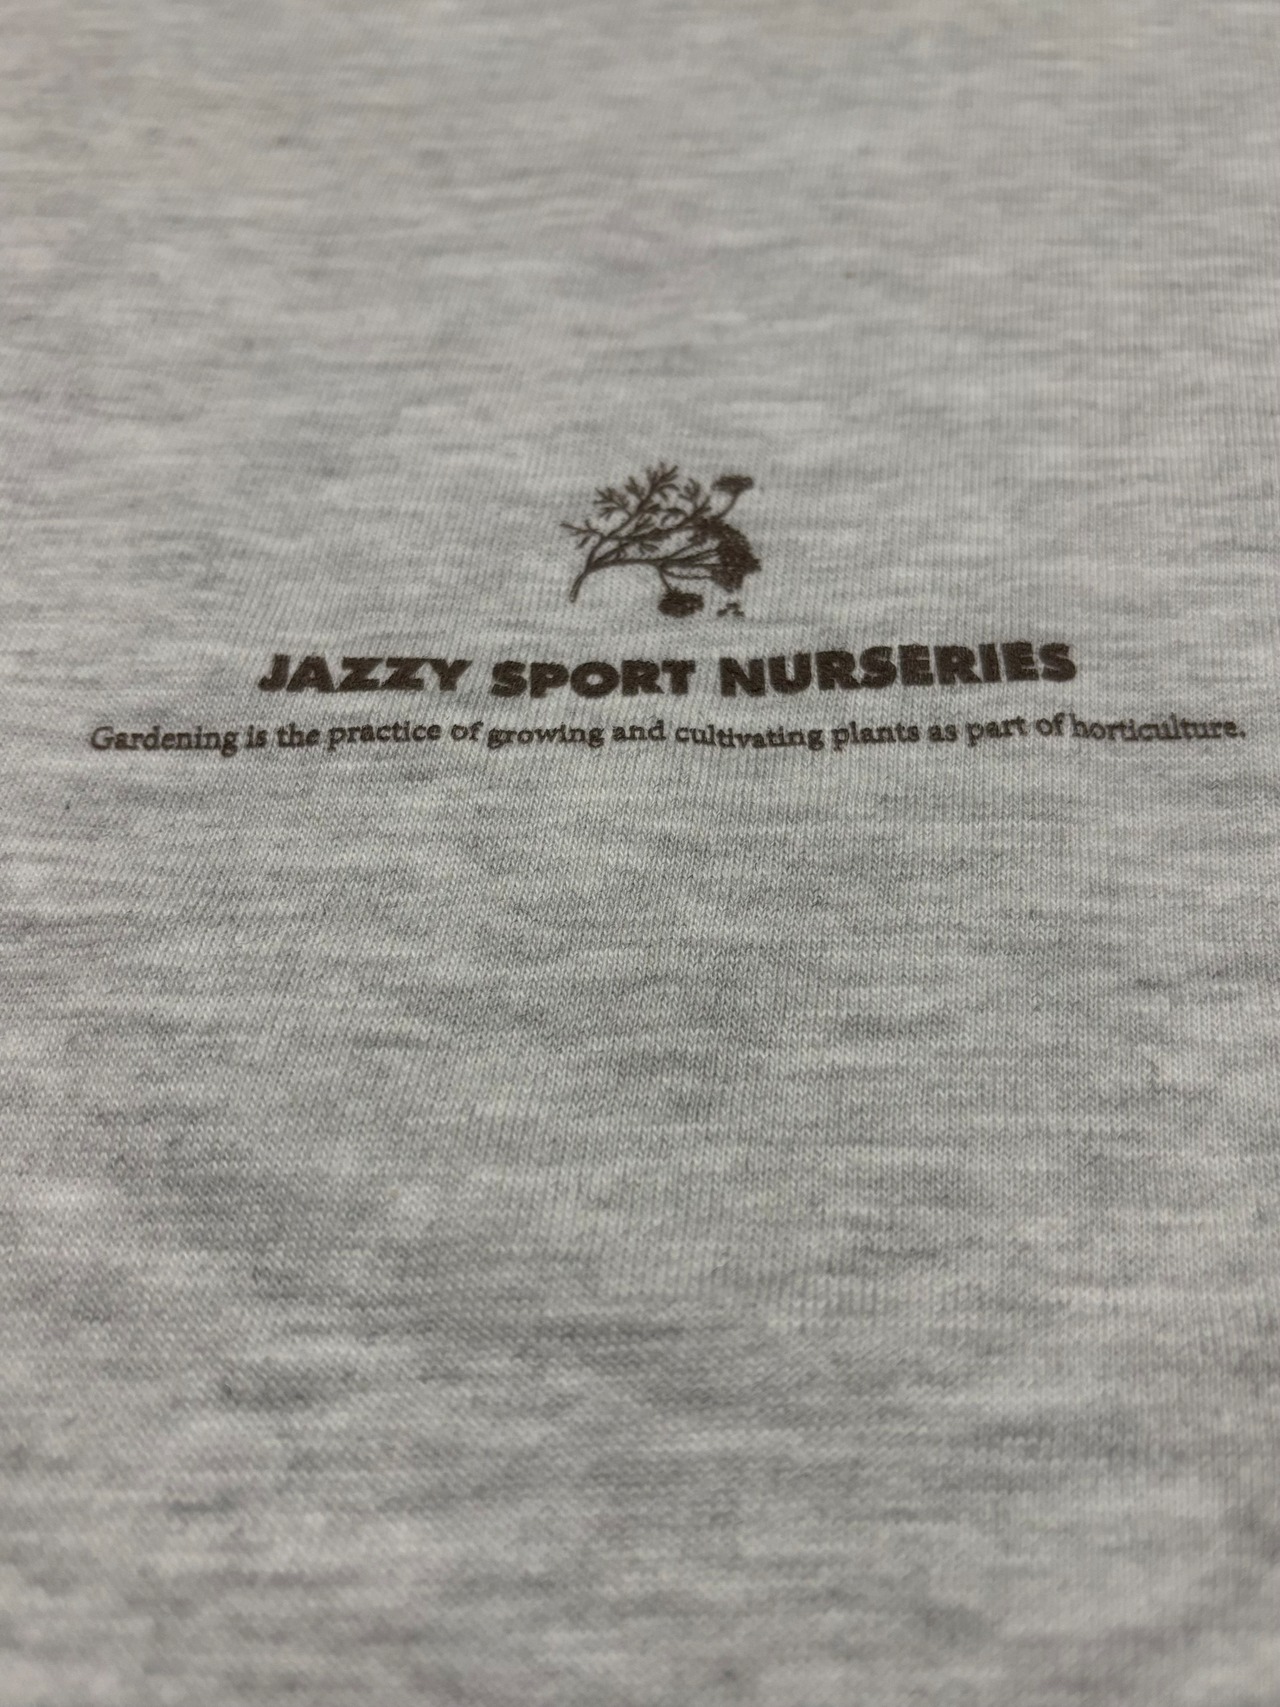 JAZZY SPORT NURSERIES
Gardening is the practice of growing and cultivating plants as part of horticulture.